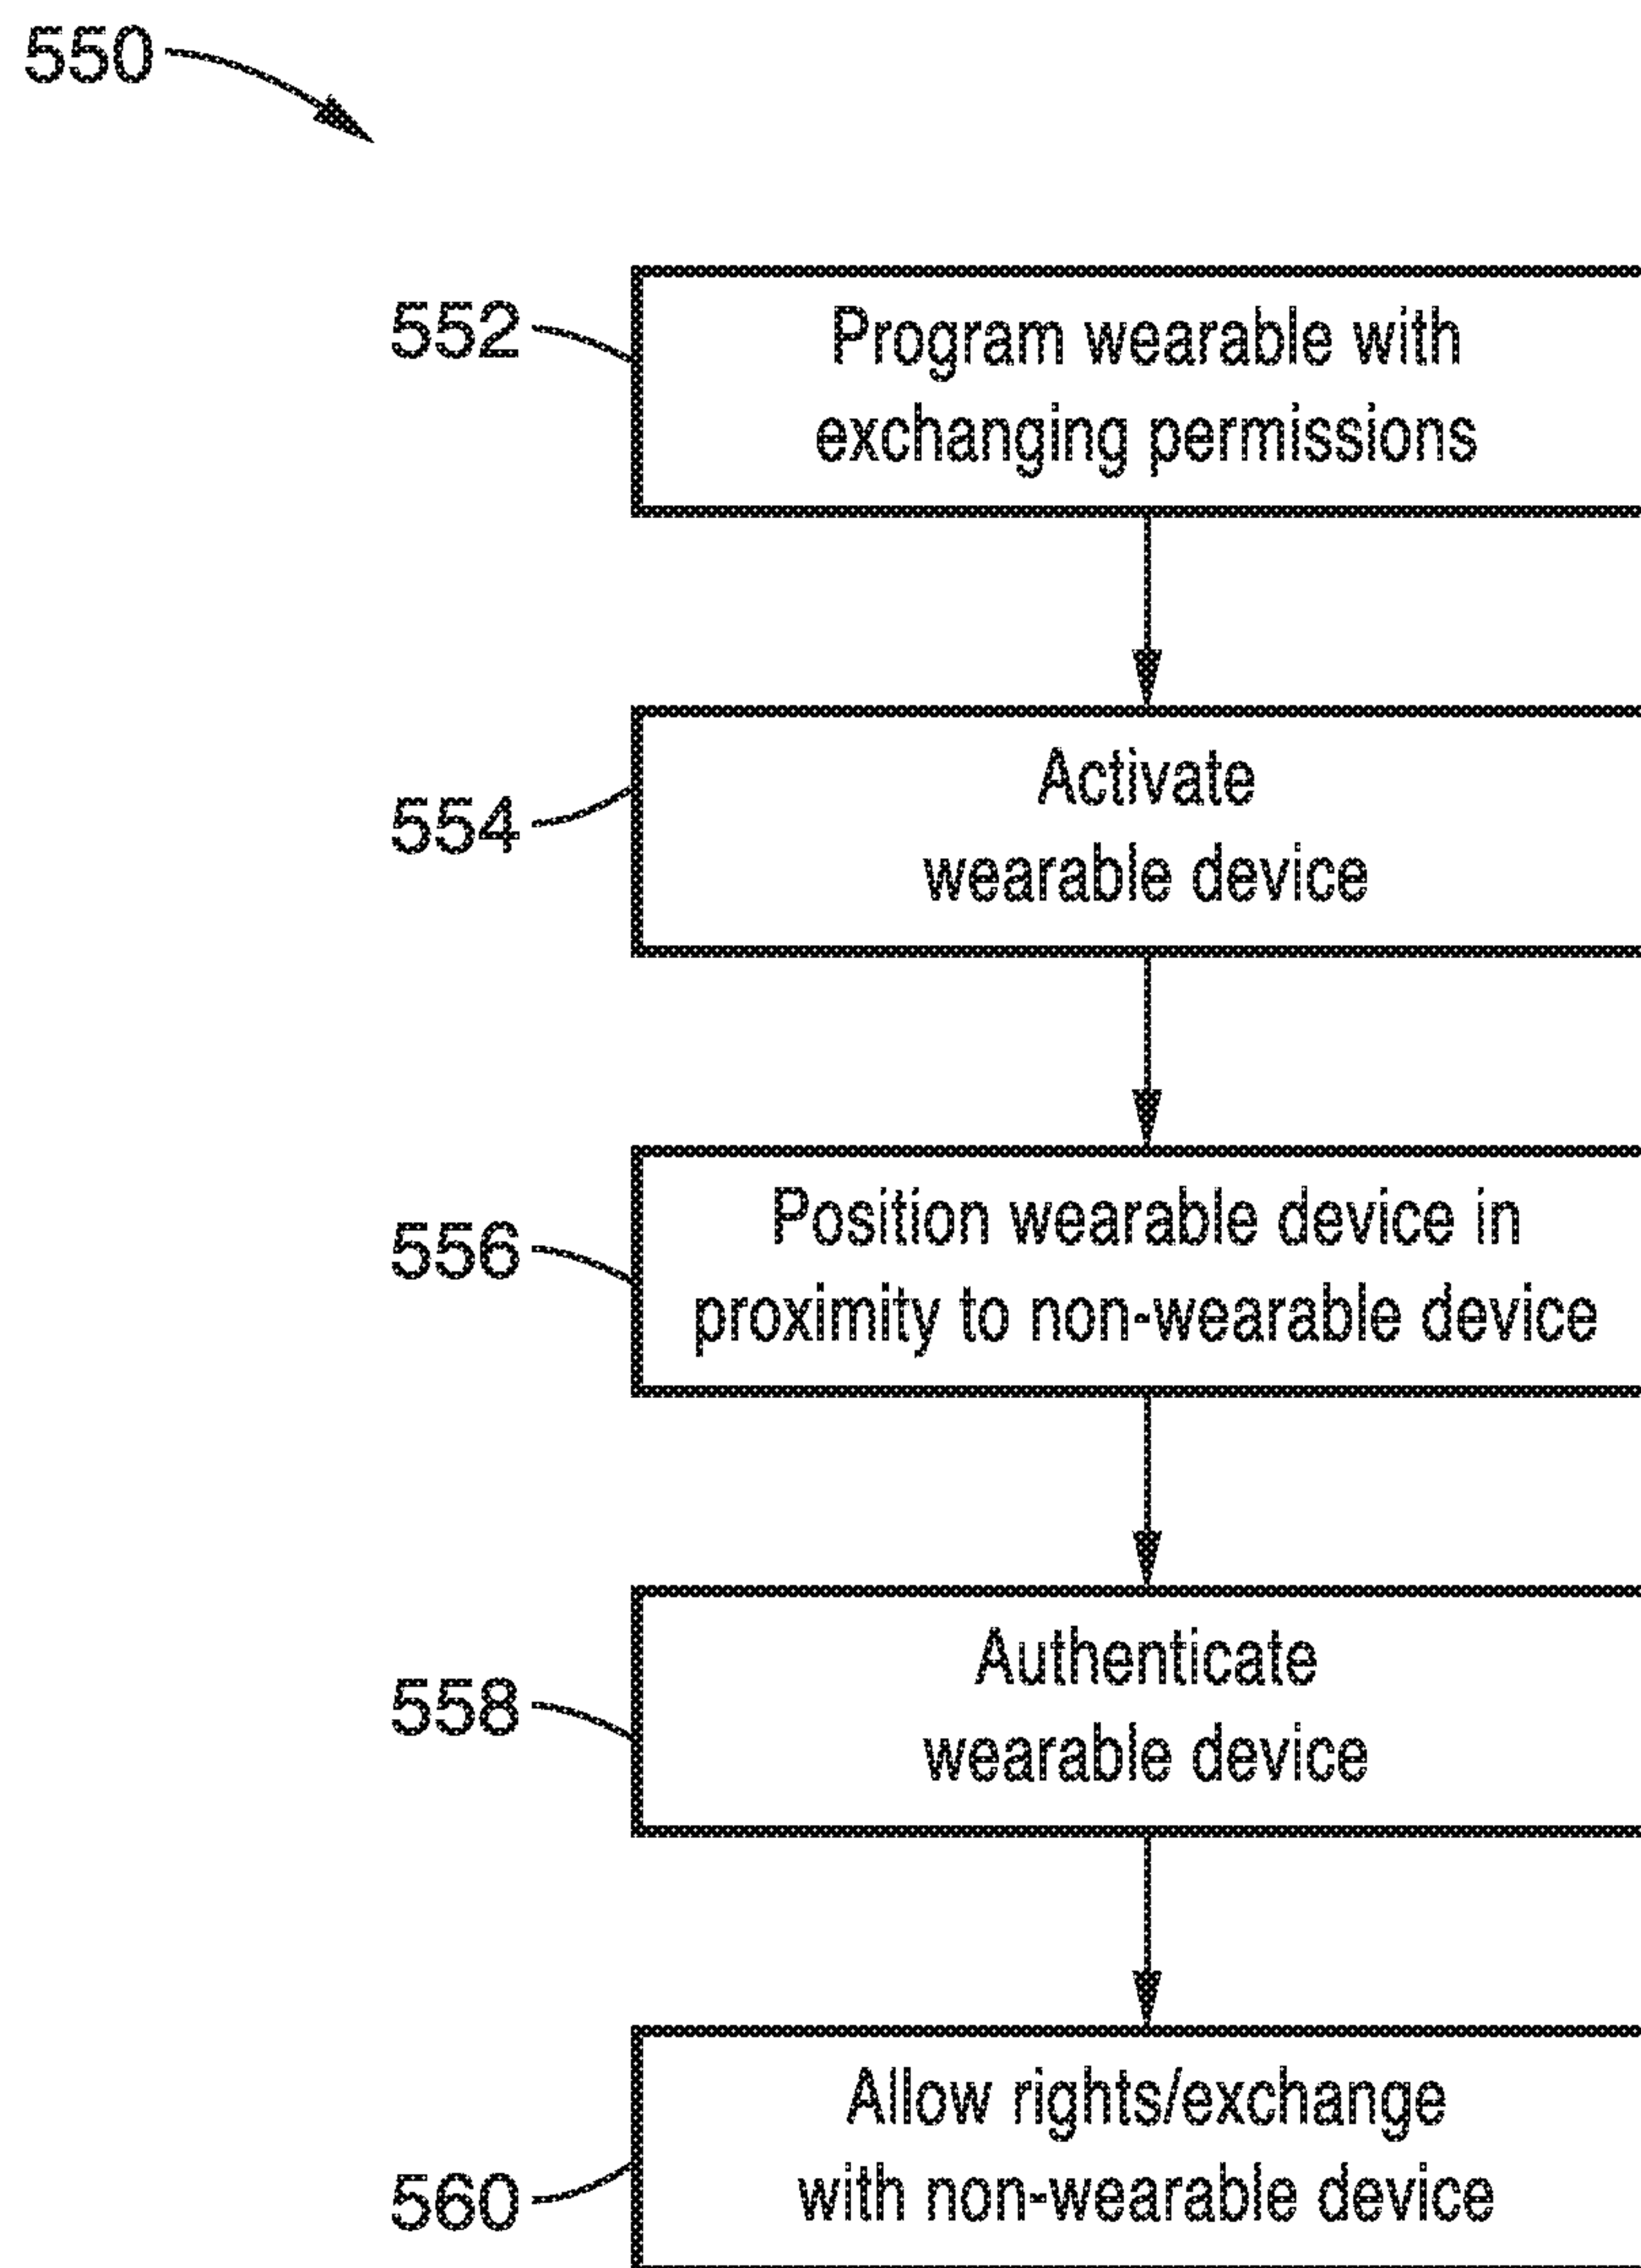 550
552
Program wearable with
exchanging permissions
554
Activate
wearable device
556
Position wearable device in
proximity to non-wearable device
558
Authenticate
wearable device
560
Allow rights/exchange
with non-wearable device